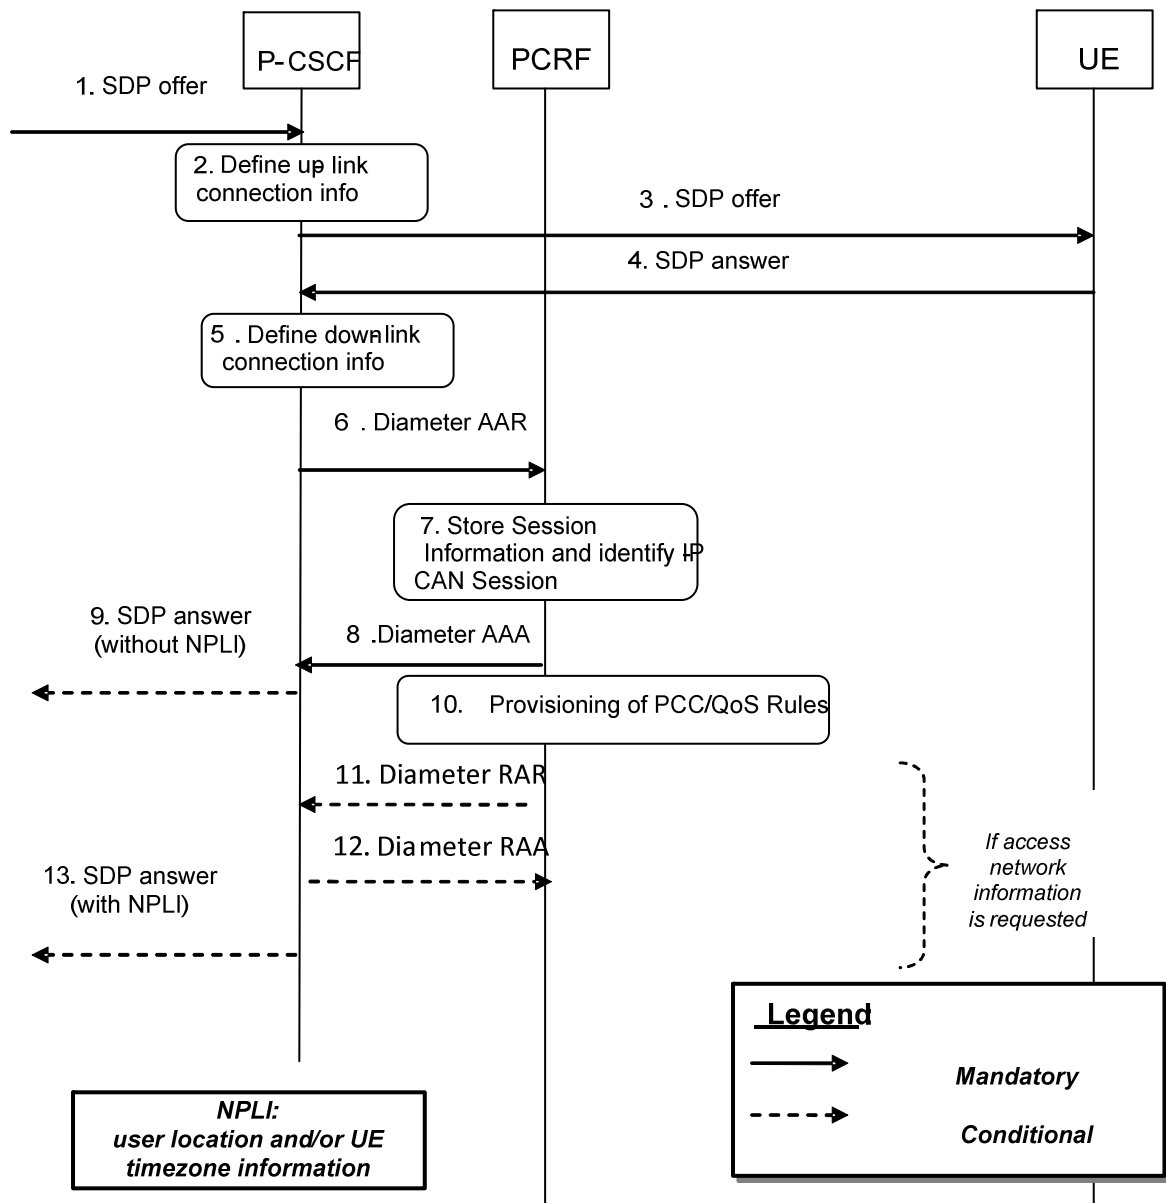 P-CSCF
PCRF
UE
1. SDP offer
2. Define up-link
connection info
3 . SDP offer
4. SDP answer
5 . Define down-link
connection info
6 . Diameter AAR
7. Store Session
Information and identify IP-
CAN Session
9. SDP answer
(without NPLI)
8 .Diameter AAA
10. Provisioning of PCC/QoS Rules
11. Diameter RAR
12. Diameter RAA
13. SDP answer
(with NPLI)
If access
network
information
is requested
Legend:
Mandatory
Conditional
NPLI:
user location and/or UE
timezone information